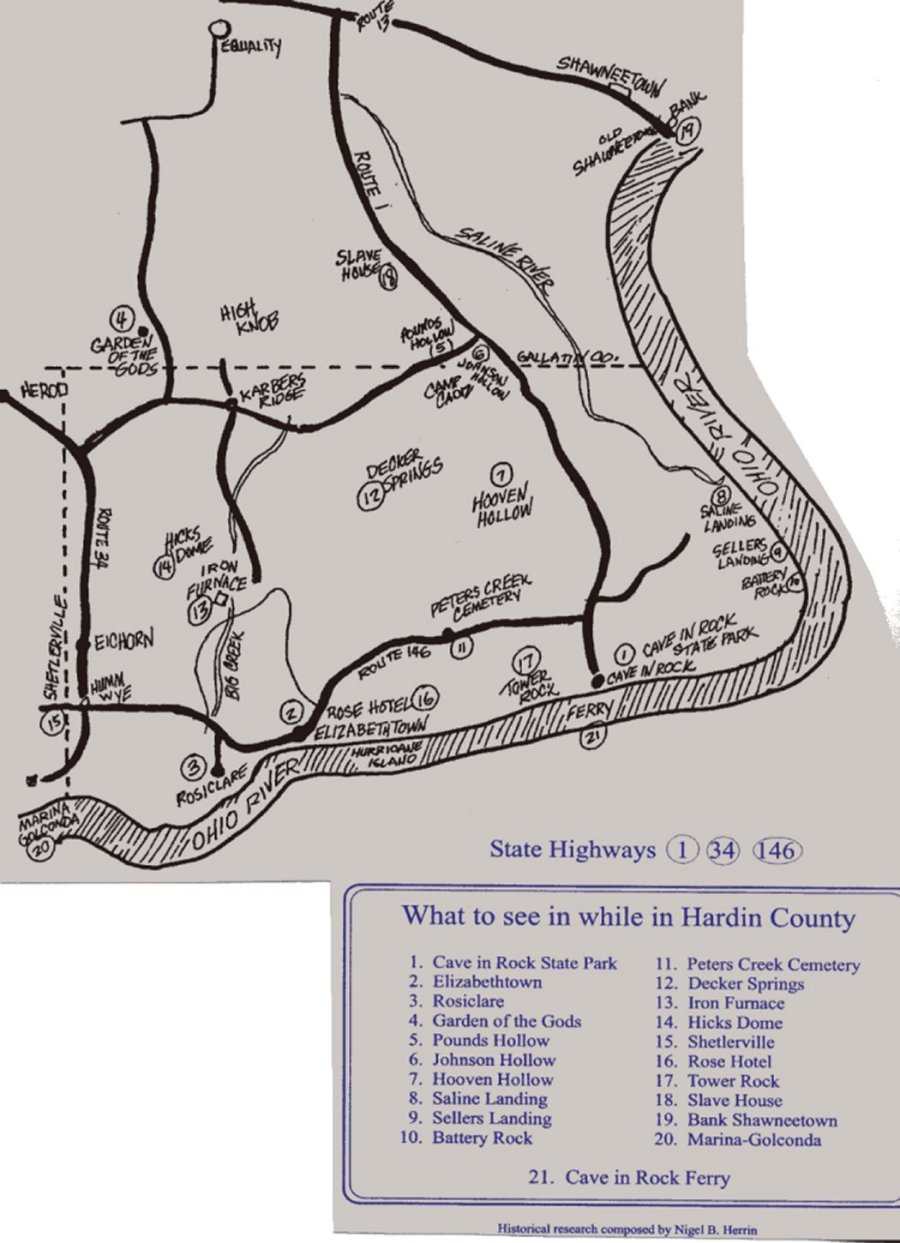 ROUTE
13
EQUALITY
SHAWNEETOWN
BANK
19
OLD
SHAWNEETOWN
ROUTE 1
SALINE RIVER
SLAVE
HOUSE
18
HIGH
KNOB
4
GARDEN
OF THE
GODS
POUNDS
HOLLOW
(5)
6
JOHNSON
HOLLOW
GALLATIN CO.
CAMP
CADIZ
HEROD
KARBERS
RIDGE
OHIO RIVER
OHIO
DECKER
SPRINGS
12
7
HOOVEN
HOLLOW
8
SALINE
LANDING
SELLERS
LANDING
9
BATTERY
ROCK
10
ROUTE 34
HICKS
DOME
14
IRON
FURNACE
13
PETERS CREEK
CEMETERY
11
ROUTE 146
EICHORN
SHETLERVILLE
BIG CREEK
HUMM
WYE
15
1
CAVE IN ROCK
STATE PARK
CAVE IN ROCK
17
TOWER
ROCK
2
ROSE HOTEL
16
ELIZABETHTOWN
FERRY
21
HURRICANE
ISLAND
3
ROSICLARE
OHIO RIVER
MARINA
GOLCONDA
20
State Highways 1 34 146
What to see in while in Hardin County
1. Cave in Rock State Park
2. Elizabethtown
3. Rosiclare
4. Garden of the Gods
5. Pounds Hollow
6. Johnson Hollow
7. Hooven Hollow
8. Saline Landing
9. Sellers Landing
10. Battery Rock
11. Peters Creek Cemetery
12. Decker Springs
13. Iron Furnace
14. Hicks Dome
15. Shetlerville
16. Rose Hotel
17. Tower Rock
18. Slave House
19. Bank Shawneetown
20. Marina-Golconda
21. Cave in Rock Ferry
Historical research composed by Nigel B. Herrin